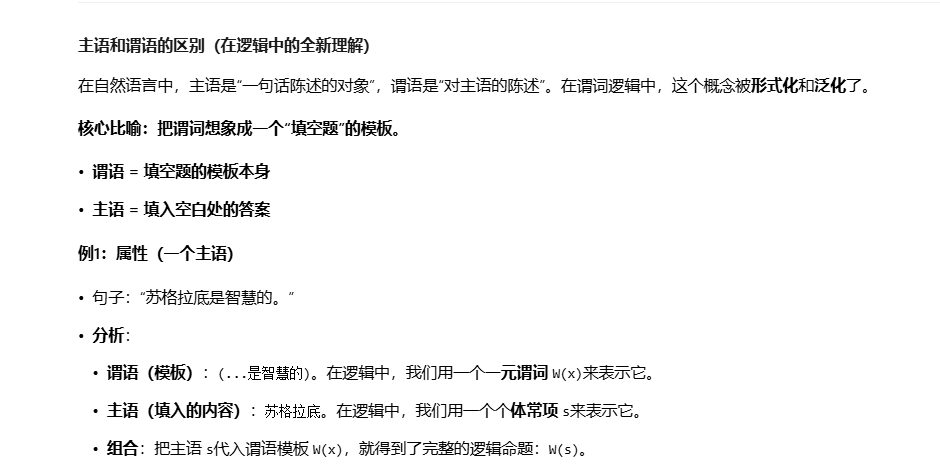 主语和谓语的区别（在逻辑中的全新理解）
在自然语言中，主语是“一句话陈述的对象”，谓语是“对主语的陈述”。在谓词逻辑中，这个概念被形式化和泛化了。
核心比喻：把谓词想象成一个“填空题”的模板。
• 谓语 = 填空题的模板本身
• 主语 = 填入空白处的答案
例1：属性（一个主语）
• 句子：“苏格拉底是智慧的。”
• 分析：
• 谓语（模板）：(...是智慧的)。在逻辑中，我们用一个一元谓词 W(x)来表示它。
• 主语（填入的内容）：苏格拉底。在逻辑中，我们用一个个体常项 s来表示它。
• 组合：把主语 s代入谓语模板 W(x)，就得到了完整的逻辑命题：W(s)。